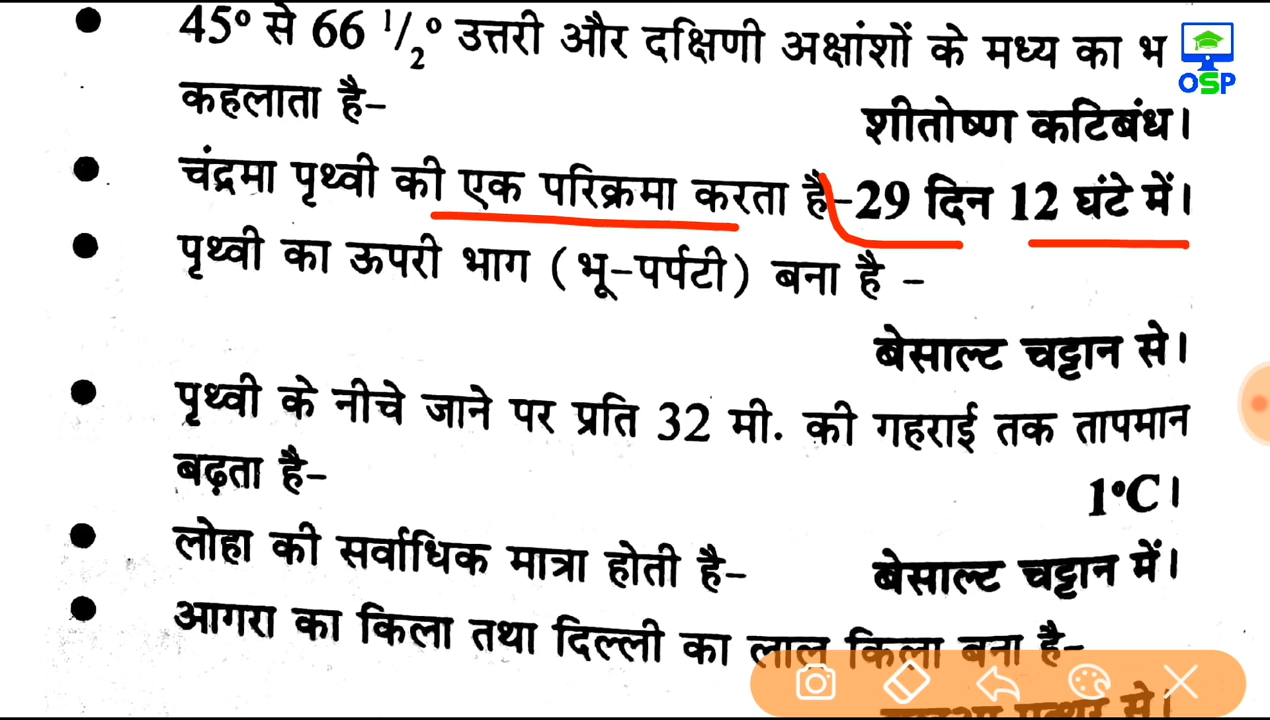 45° से 66 1/2° उत्तरी और दक्षिणी अक्षांशों के मध्य का भ
OSP
कहलाता है-
शीतोष्ण कटिबंध।
चंद्रमा पृथ्वी की एक परिक्रमा करता है-29 दिन 12 घंटे में।
पृथ्वी का ऊपरी भाग (भू-पर्पटी) बना है -
बेसाल्ट चट्टान से।
पृथ्वी के नीचे जाने पर प्रति 32 मी. की गहराई तक तापमान
बढ़ता है-
1°C।
लोहा की सर्वाधिक मात्रा होती है- बेसाल्ट चट्टान में।
आगरा का किला तथा दिल्ली का लाल किला बना है-
पत्थर से।